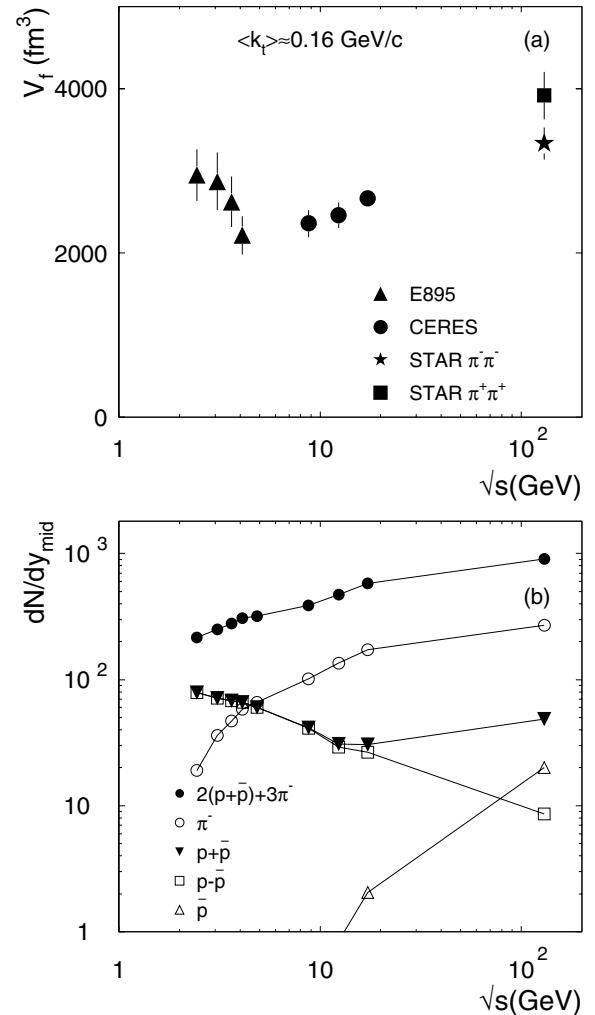 V_f (fm³)
<k_t>≈0.16 GeV/c
(a)
4000
2000
0
▲ E895
● CERES
★ STAR π⁻π⁻
■ STAR π⁺π⁺
1 10 10²
√s(GeV)
dN/dy_mid
10³
(b)
10²
10
1
● 2(p+p̄)+3π⁻
○ π⁻
▼ p+p̄
□ p-p̄
△ p̄
1 10 10²
√s(GeV)